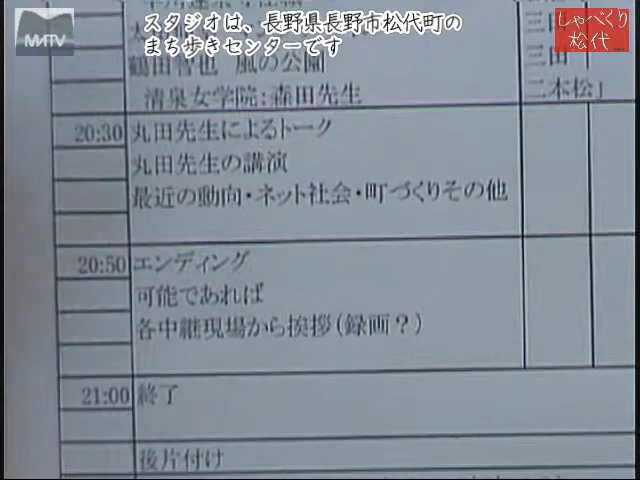 スタジオは、長野県長野市松代町の
まち歩きセンターです
しゃべくり
松代
MATV
鶴田智也 風の公園
三田
清泉女学院:森田先生
二本松」
20:30 丸田先生によるトーク
丸田先生の講演
最近の動向・ネット社会・町づくりその他
20:50 エンディング
可能であれば
各中継現場から挨拶(録画?)
21:00 終了
後片付け